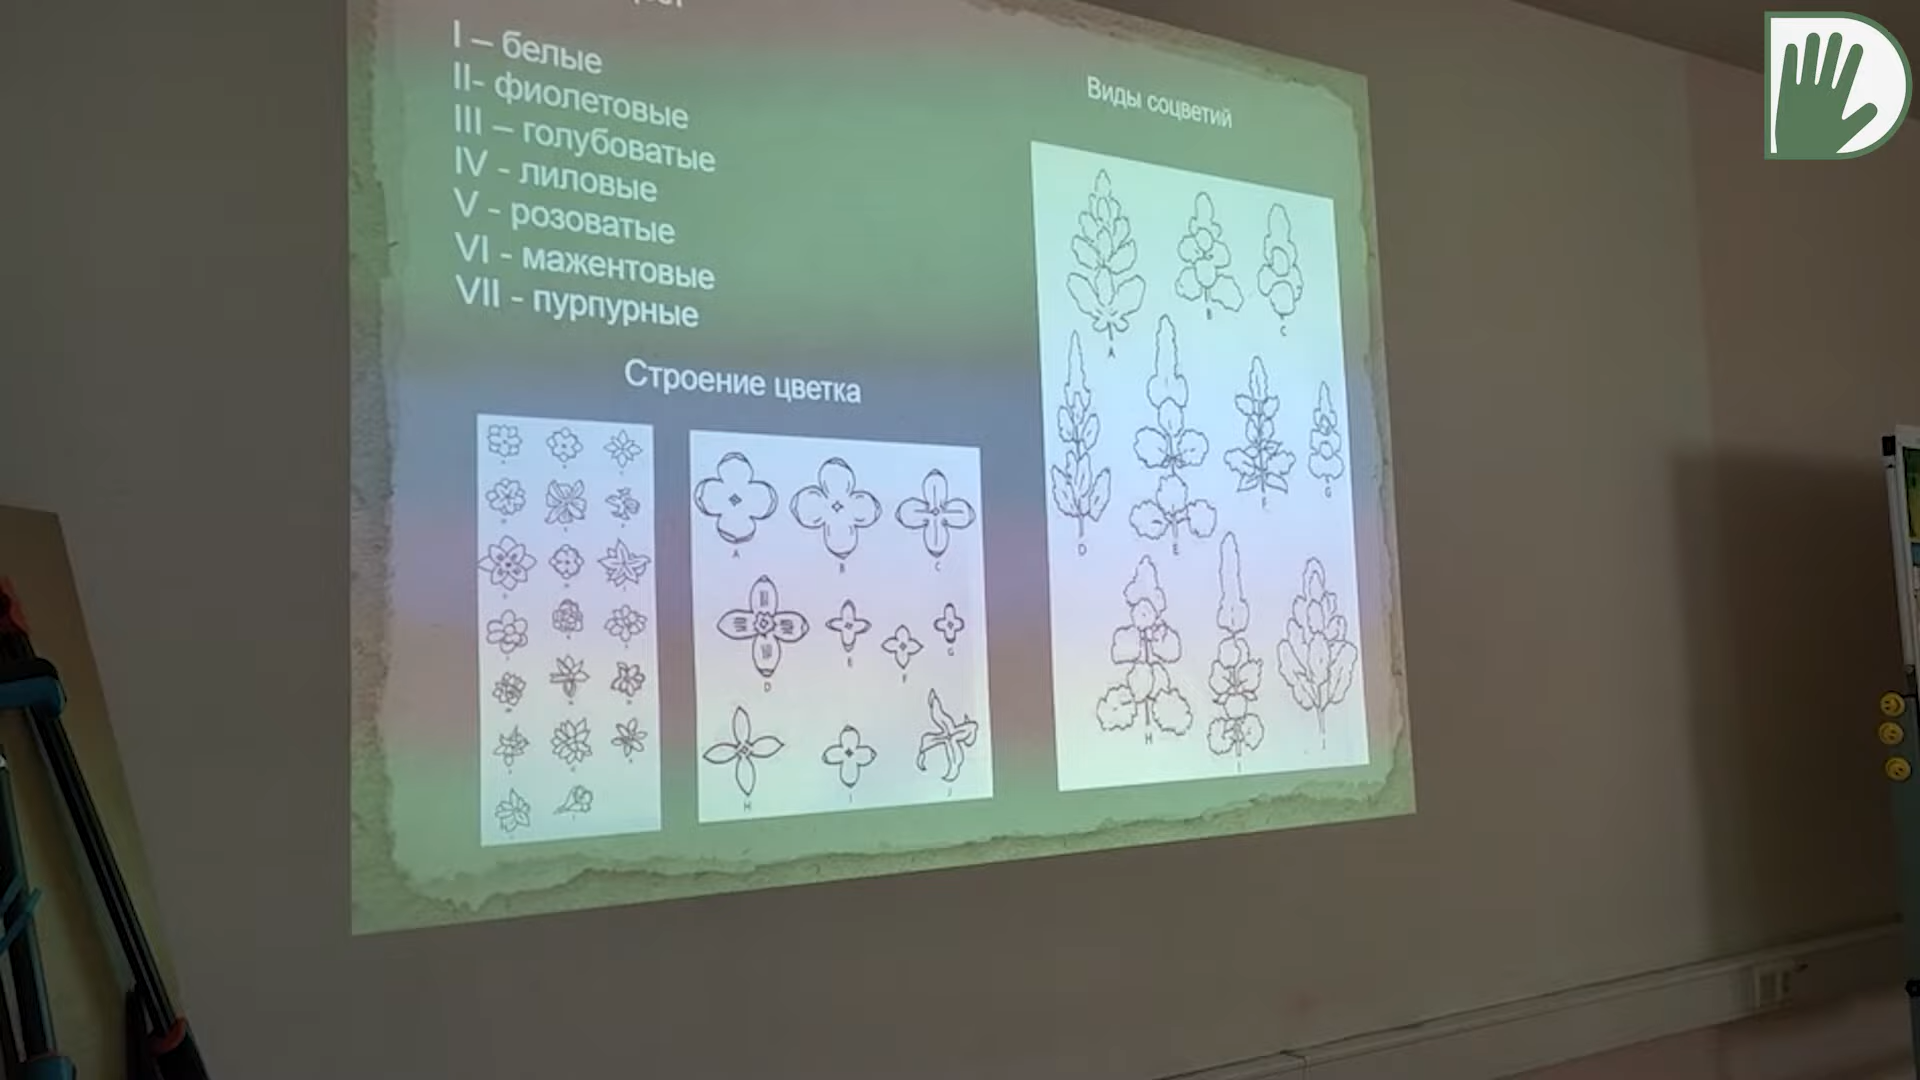 I – белые
II- фиолетовые
III – голубоватые
IV - лиловые
V - розоватые
VI - мажентовые
VII - пурпурные
Строение цветка
Виды соцветий
A
B
C
D
E
F
G
H
I
J
A
B
C
D
E
F
G
H
I
J